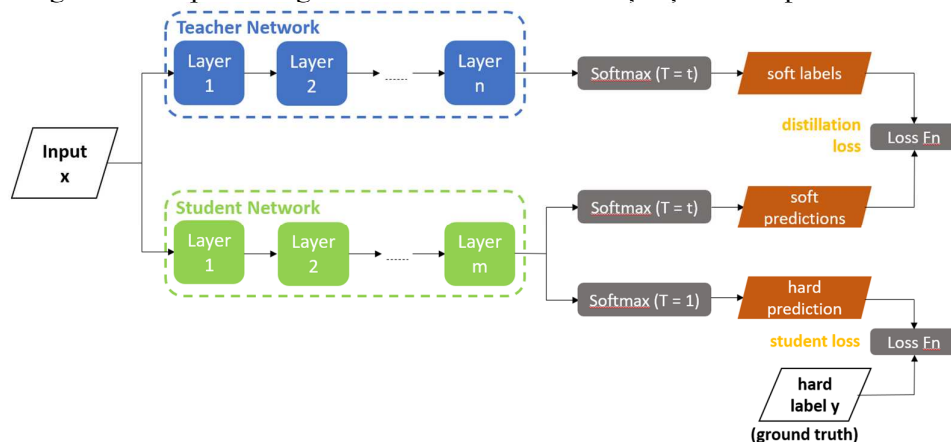 Teacher Network
Layer
1
Layer
2
......
Layer
n
Softmax (T = t)
soft labels
Input
x
distillation
loss
Loss Fn
Student Network
Layer
1
Layer
2
......
Layer
m
Softmax (T = t)
soft
predictions
Softmax (T = 1)
hard
prediction
student loss
Loss Fn
hard
label y
(ground truth)